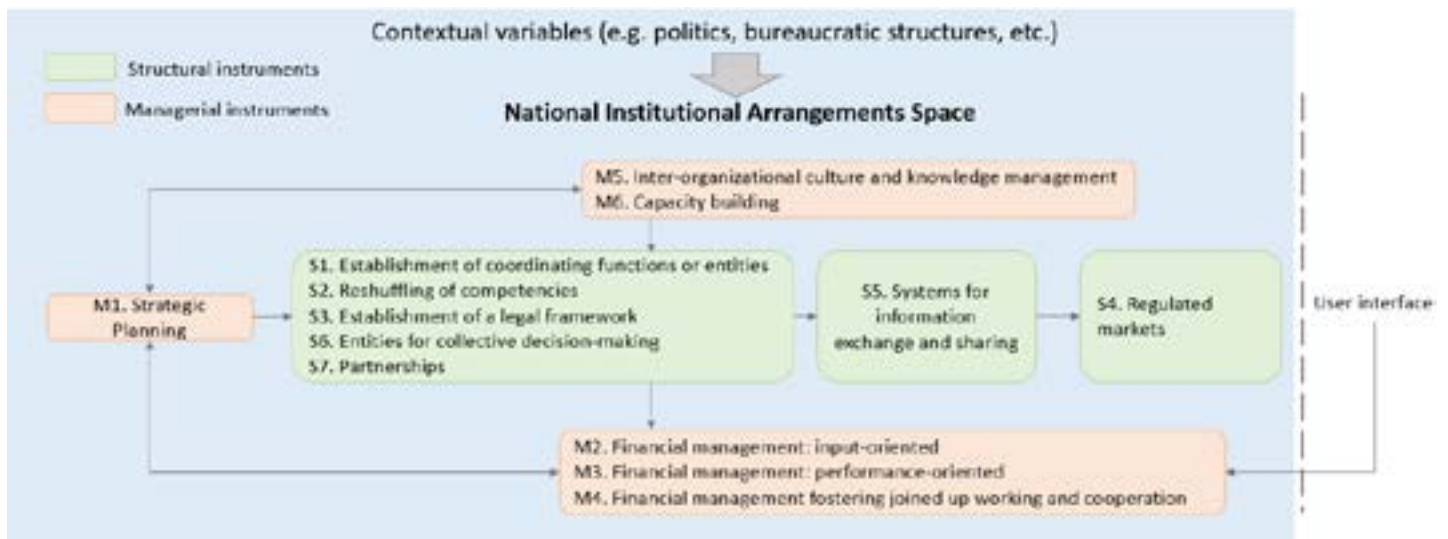 Contextual variables (e.g. politics, bureaucratic structures, etc.)
Structural instruments
Managerial instruments
National Institutional Arrangements Space
M5. Inter-organizational culture and knowledge management
M6. Capacity building
M1. Strategic
Planning
S1. Establishment of coordinating functions or entities
S2. Reshuffling of competencies
S3. Establishment of a legal framework
S6. Entities for collective decision-making
S7. Partnerships
S5. Systems for
information
exchange and sharing
S4. Regulated
markets
User interface
M2. Financial management: input-oriented
M3. Financial management: performance-oriented
M4. Financial management fostering joined up working and cooperation